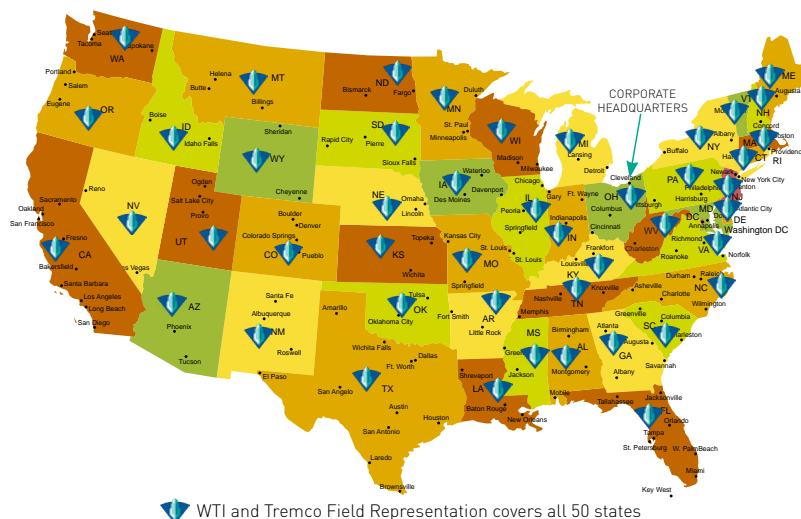 Seat
Tacoma
Spokane
WA
Portland
Salem
Eugene
OR
Helena
MT
Butte
Billings
Boise
ID
Idaho Falls
Sheridan
WY
Cheyenne
ND
Bismarck
Fargo
SD
Rapid City
Pierre
Sioux Falls
Duluth
MN
St. Paul
Minneapolis
WI
Madison
Milwaukee
MI
Lansing
Detroit
CORPORATE
HEADQUARTERS
ME
Augusta
VT
NH
Concord
Boston
MA
Providence
RI
CT
Albany
NY
Buffalo
New York City
Newark
NJ
PA
Philadelphia
Harrisburg
Atlantic City
MD
DE
DC
Annapolis
Washington DC
Cleveland
OH
Columbus
Cincinnati
WV
Charleston
Richmond
VA
Roanoke
Norfolk
Reno
NV
Sacramento
Oakland
San Francisco
Fresno
CA
Bakersfield
Las Vegas
Santa Barbara
Los Angeles
Long Beach
San Diego
Ogden
Salt Lake City
Provo
UT
Boulder
Denver
Colorado Springs
CO
Pueblo
NE
Omaha
Lincoln
IA
Waterloo
Des Moines
Davenport
Chicago
IL
Peoria
Springfield
Gary
Ft. Wayne
Indianapolis
IN
Topeka
KS
Wichita
Kansas City
St. Louis
MO
Springfield
St. Louis
Frankfort
Louisville
KY
AZ
Phoenix
Tucson
Santa Fe
Albuquerque
NM
Roswell
El Paso
Amarillo
Tulsa
OK
Oklahoma City
Wichita Falls
Ft. Worth
Dallas
TX
San Angelo
Austin
San Antonio
Houston
Laredo
Brownsville
Fort Smith
AR
Little Rock
Nashville
Knoxville
TN
Memphis
Asheville
Durham
Raleigh
NC
Charlotte
Wilmington
Greenville
Columbia
SC
Charleston
MS
Jackson
Birmingham
AL
Montgomery
Mobile
Atlanta
Augusta
GA
Albany
Savannah
Shreveport
LA
Baton Rouge
New Orleans
Jacksonville
Tallahassee
FL
Orlando
Tampa
St. Petersburg
W. PalmBeach
Miami
Key West
WTI and Tremco Field Representation covers all 50 states